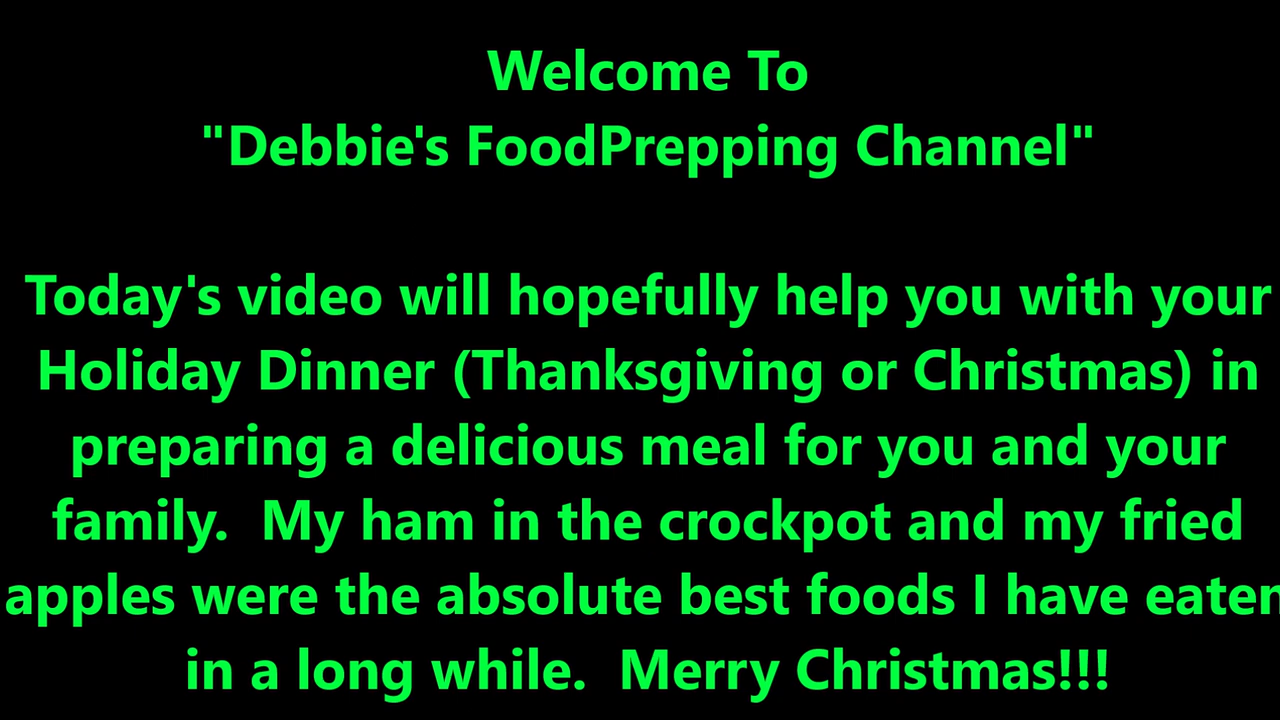 Welcome To
"Debbie's FoodPrepping Channel"
Today's video will hopefully help you with your
Holiday Dinner (Thanksgiving or Christmas) in
preparing a delicious meal for you and your
family.  My ham in the crockpot and my fried
apples were the absolute best foods I have eaten
in a long while.  Merry Christmas!!!